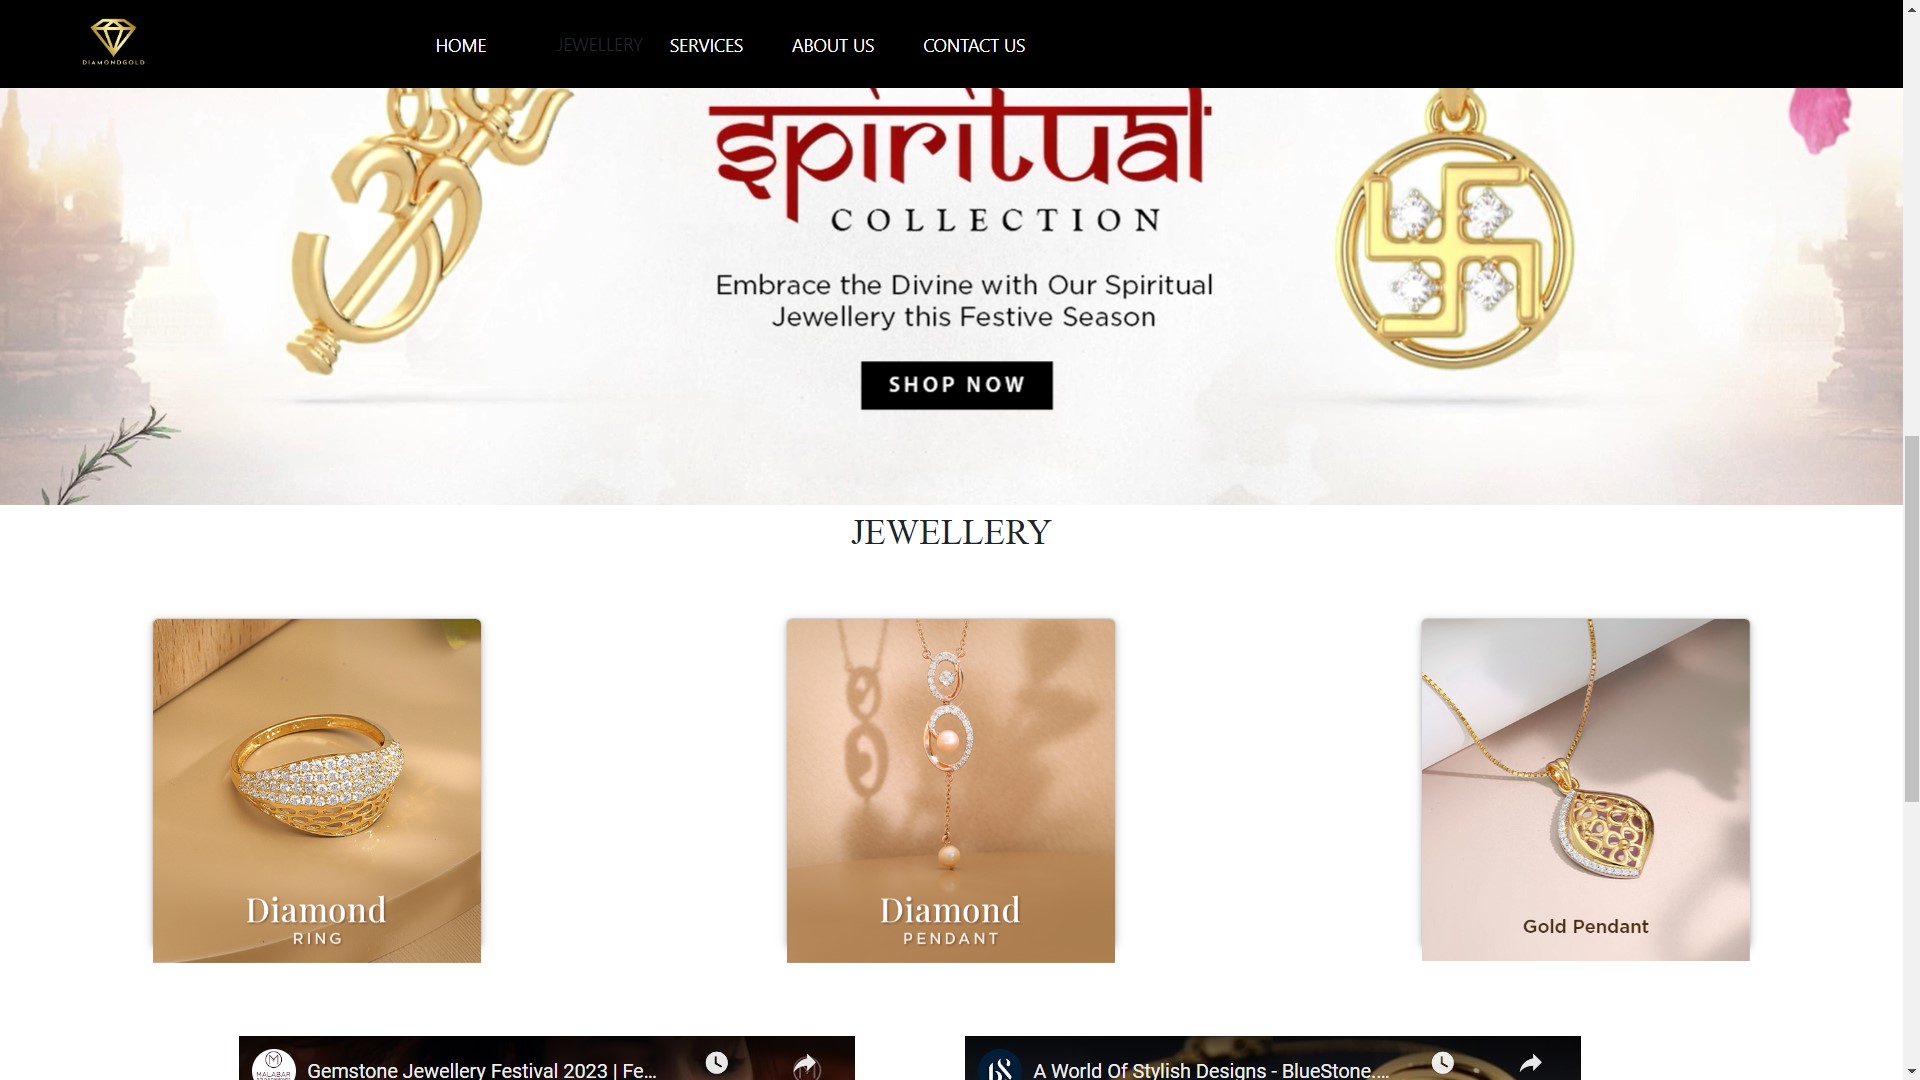 DIAMONDGOLD
HOME JEWELLERY SERVICES ABOUT US CONTACT US
spiritual
COLLECTION
Embrace the Divine with Our Spiritual
Jewellery this Festive Season
SHOP NOW
JEWELLERY
Diamond
RING
Diamond
PENDANT
Gold Pendant
MALABAR
Gemstone Jewellery Festival 2023 | Fe...
BS
A World Of Stylish Designs - BlueStone....